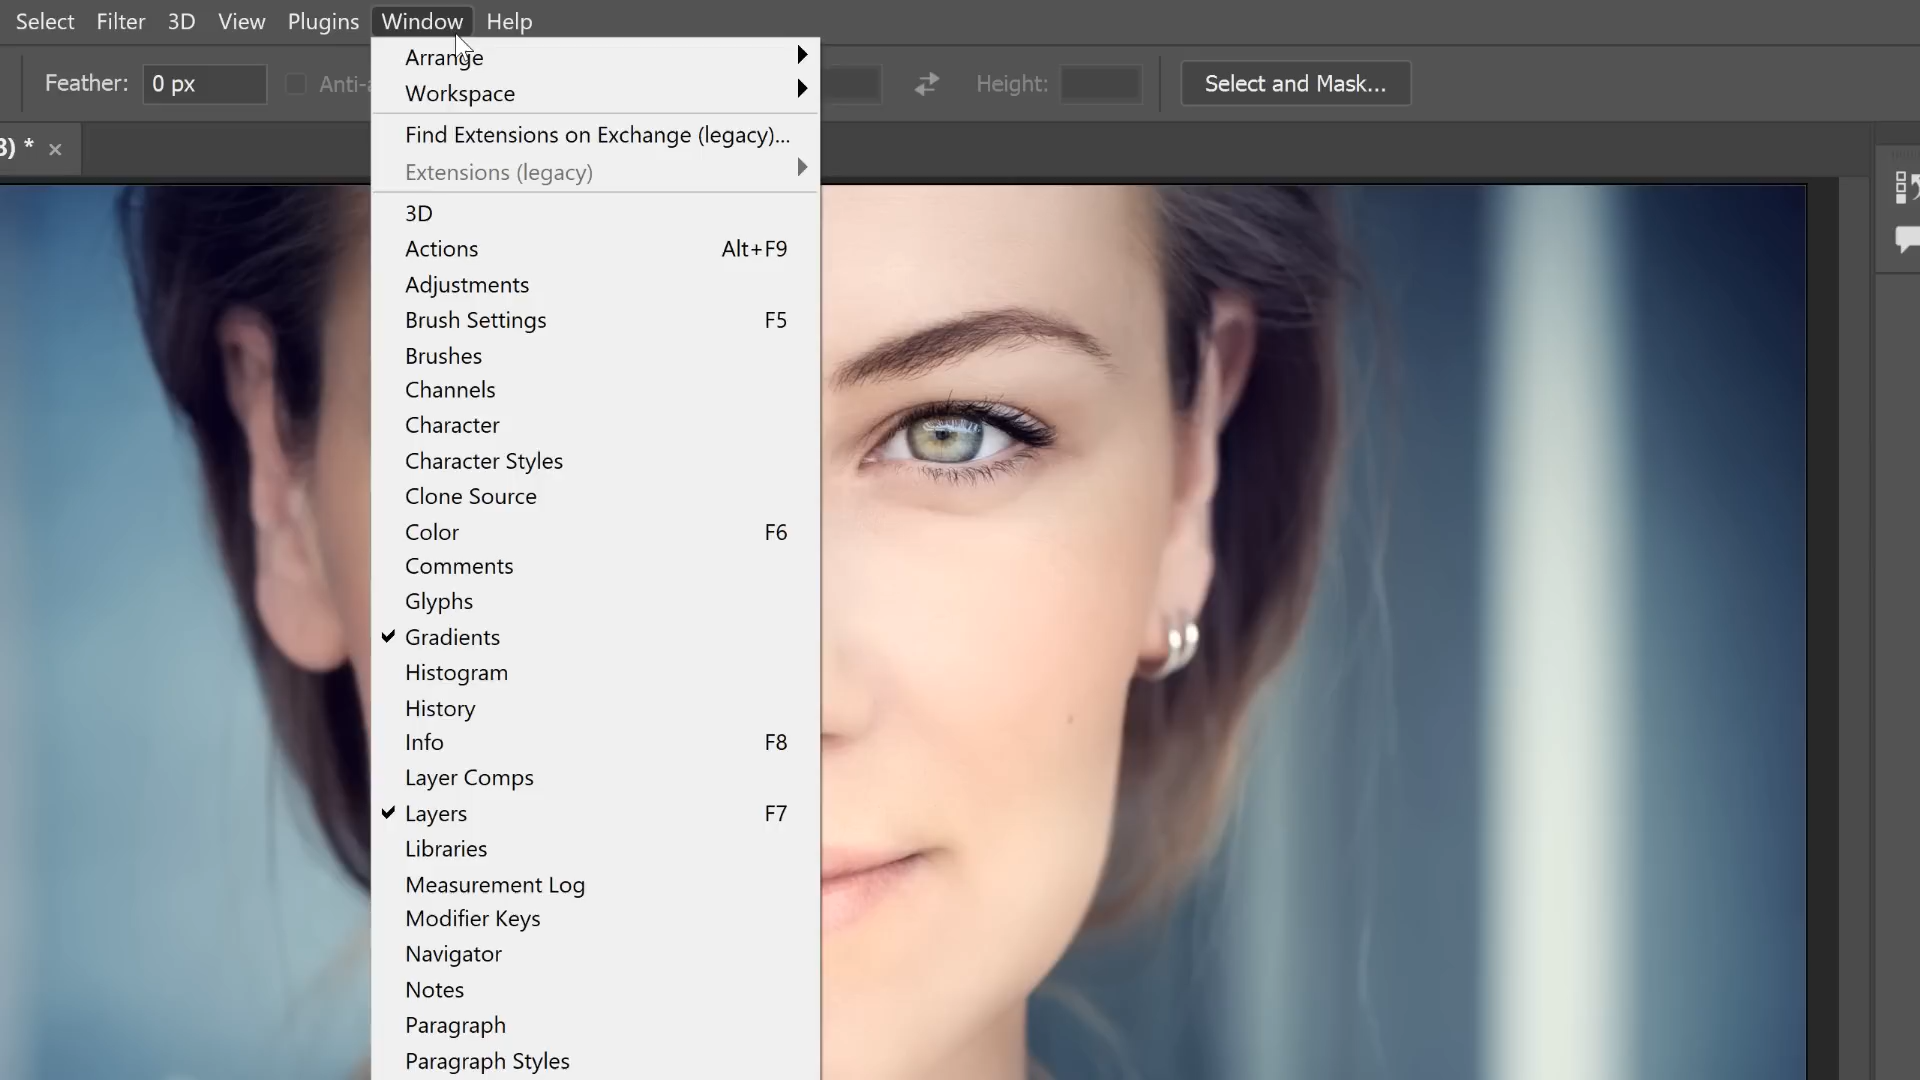 Select Filter 3D View Plugins Window Help
Feather: 0 px Height: Select and Mask...
*
Arrange
Workspace
Find Extensions on Exchange (legacy)...
Extensions (legacy)
3D
Actions Alt+F9
Adjustments
Brush Settings F5
Brushes
Channels
Character
Character Styles
Clone Source
Color F6
Comments
Glyphs
Gradients
Histogram
History
Info F8
Layer Comps
Layers F7
Libraries
Measurement Log
Modifier Keys
Navigator
Notes
Paragraph
Paragraph Styles